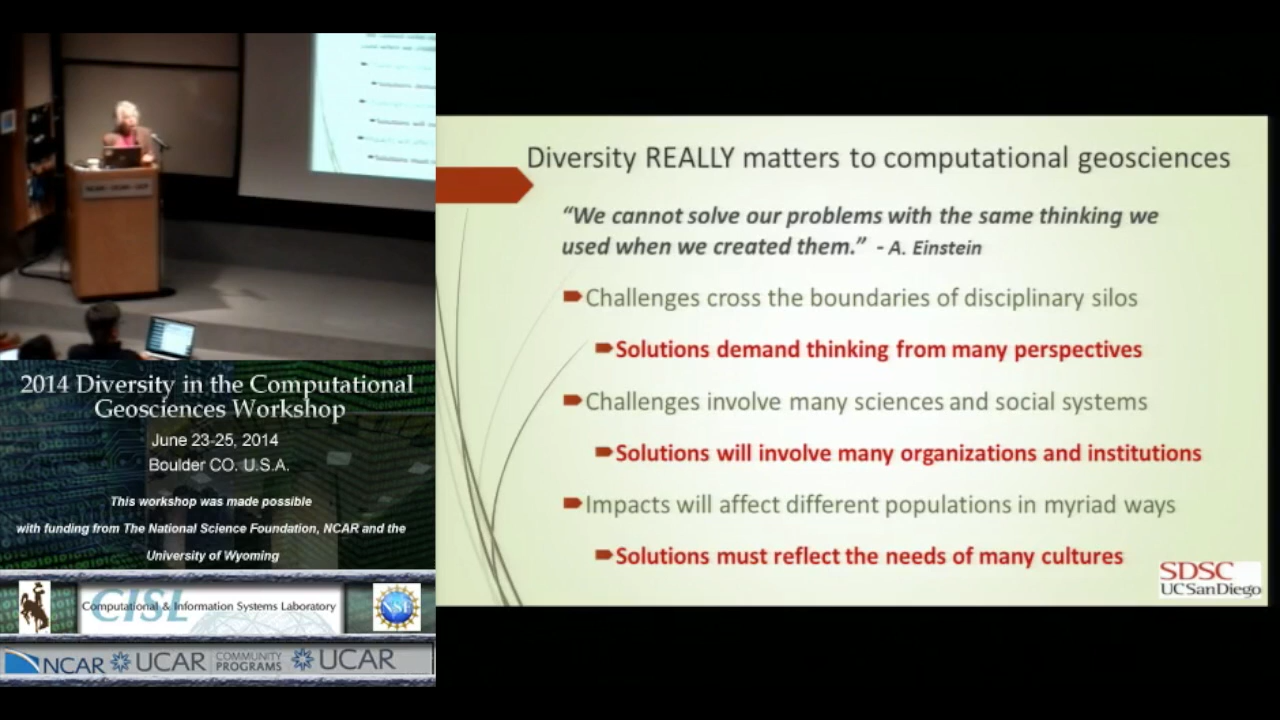 Diversity REALLY matters to computational geosciences
“We cannot solve our problems with the same thinking we
used when we created them.” - A. Einstein
Challenges cross the boundaries of disciplinary silos
Solutions demand thinking from many perspectives
Challenges involve many sciences and social systems
Solutions will involve many organizations and institutions
Impacts will affect different populations in myriad ways
Solutions must reflect the needs of many cultures
SDSC
UCSanDiego
2014 Diversity in the Computational
Geosciences Workshop
June 23-25, 2014
Boulder CO. U.S.A.
This workshop was made possible
with funding from The National Science Foundation, NCAR and the
University of Wyoming
CISL
Computational & Information Systems Laboratory
NSF
NCAR
UCAR
COMMUNITY
PROGRAMS
UCAR